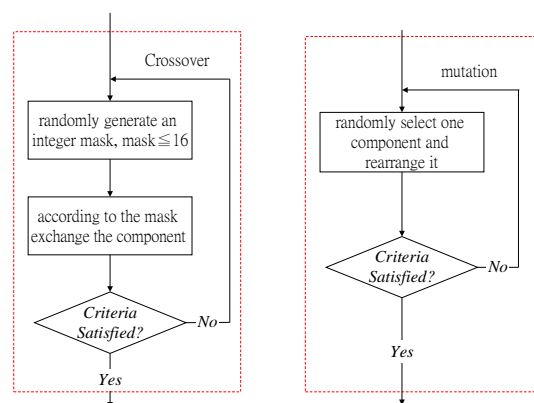 Crossover
randomly generate an
integer mask, mask≦16
according to the mask
exchange the component
Criteria
Satisfied?
No
Yes
mutation
randomly select one
component and
rearrange it
Criteria
Satisfied?
No
Yes